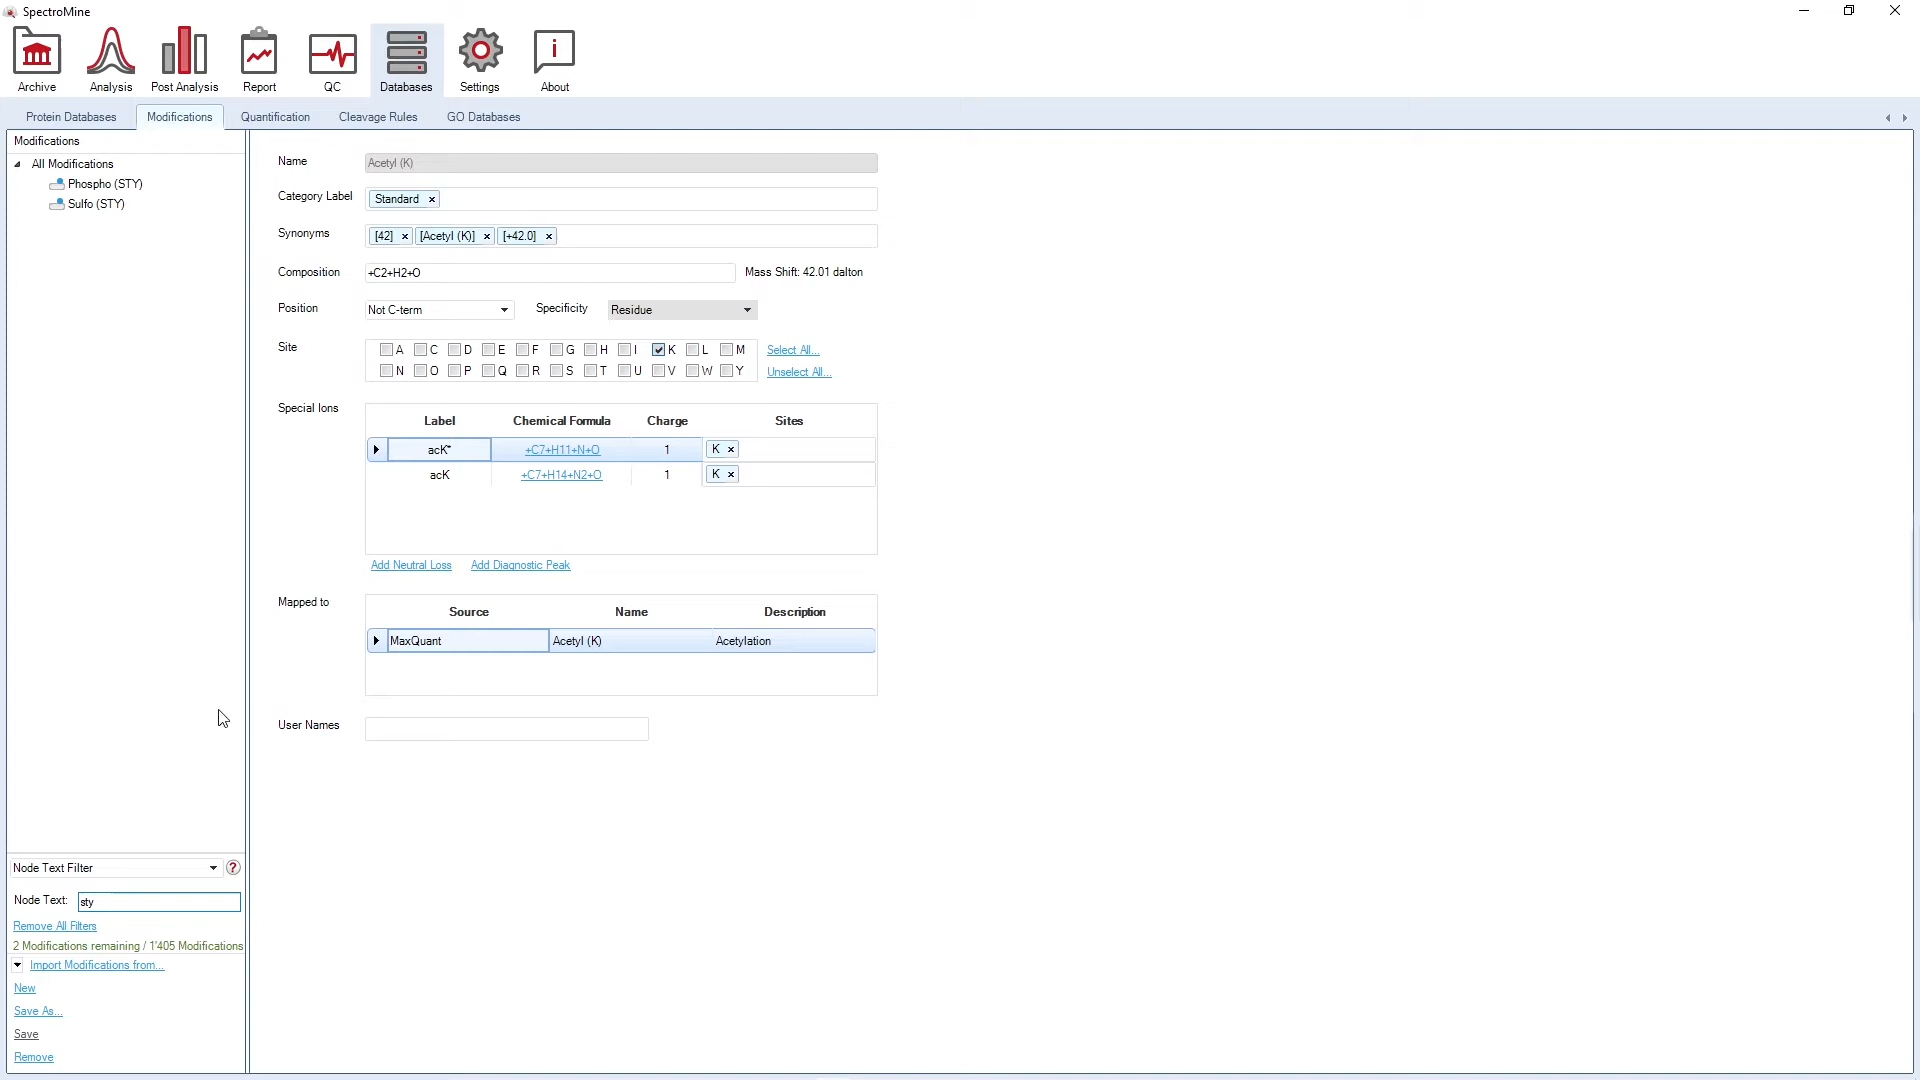 SpectroMine
Archive
Analysis
Post Analysis
Report
QC
Databases
Settings
i
About
Protein Databases
Modifications
Quantification
Cleavage Rules
GO Databases
Modifications
All Modifications
Phospho (STY)
Sulfo (STY)
Name Acetyl (K)
Category Label Standard ×
Synonyms [42] × [Acetyl (K)] × [+42.0] ×
Composition +C2+H2+O Mass Shift: 42.01 dalton
Position Not C-term Specificity Residue
Site A C D E F G H I K L M Select All...
N O P Q R S T U V W Y Unselect All...
Special Ions
Label Chemical Formula Charge Sites
acK* +C7+H11+N+O 1 K ×
acK +C7+H14+N2+O 1 K ×
Add Neutral Loss Add Diagnostic Peak
Mapped to
Source Name Description
MaxQuant Acetyl (K) Acetylation
User Names
Node Text Filter ?
Node Text: sty
Remove All Filters
2 Modifications remaining / 1'405 Modifications
Import Modifications from...
New
Save As...
Save
Remove